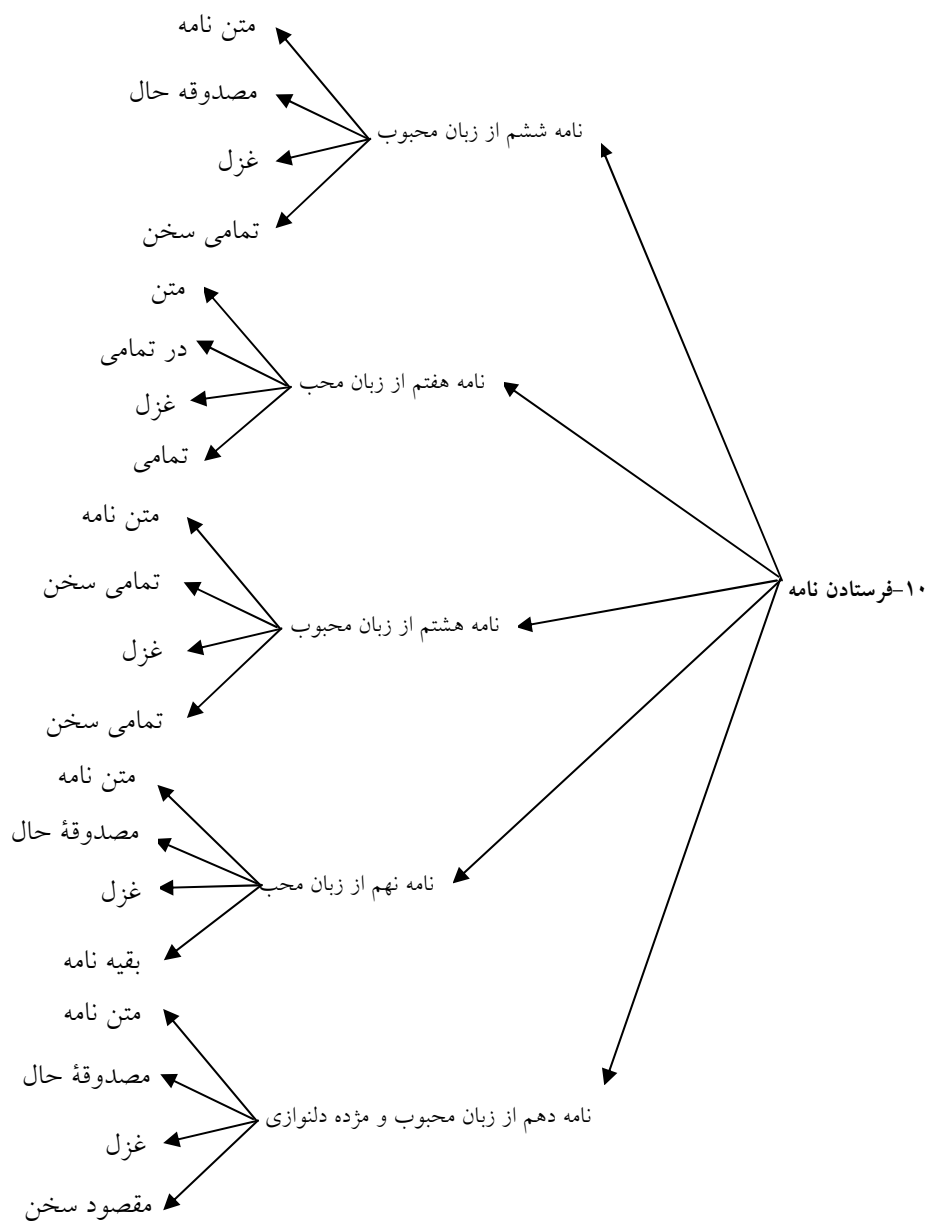 ۱۰-فرستادن نامه
نامه ششم از زبان محبوب
متن نامه
مصدوقه حال
غزل
تمامی سخن
نامه هفتم از زبان محب
متن
در تمامی
غزل
تمامی
نامه هشتم از زبان محبوب
متن نامه
تمامی سخن
غزل
تمامی سخن
نامه نهم از زبان محب
متن نامه
مصدوقۀ حال
غزل
بقیه نامه
نامه دهم از زبان محبوب و مژده دلنوازی
متن نامه
مصدوقۀ حال
غزل
مقصود سخن